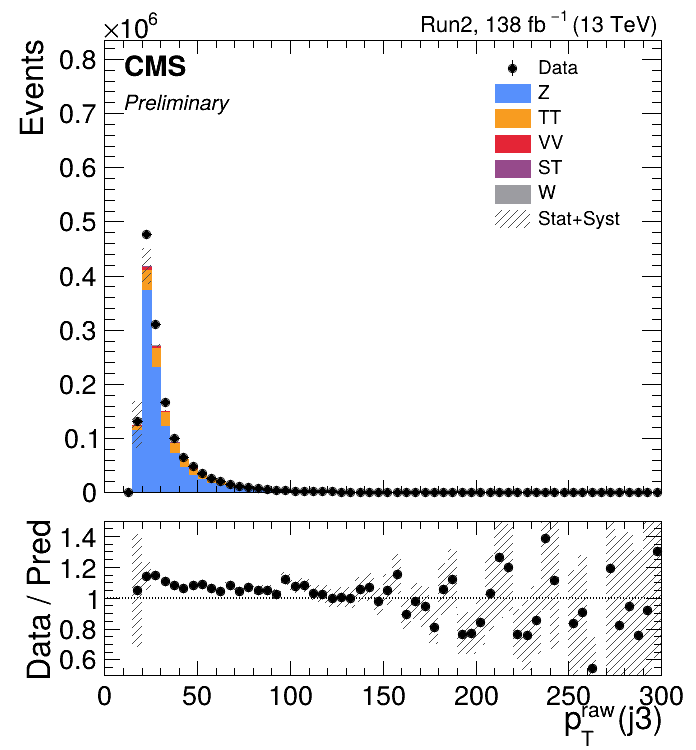 ×10⁶
Run2, 138 fb⁻¹ (13 TeV)
Events
CMS
Preliminary
Data
Z
TT
VV
ST
W
Stat+Syst
0.8
0.7
0.6
0.5
0.4
0.3
0.2
0.1
0
Data / Pred
1.4
1.2
1
0.8
0.6
0 50 100 150 200 250 300
p_T^raw(j3)